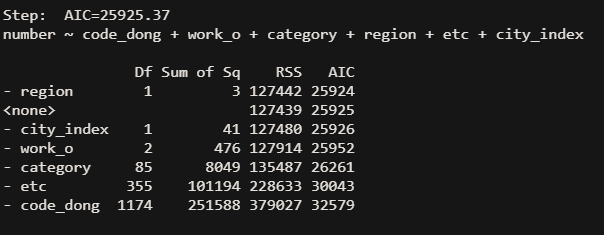 Step:  AIC=25925.37
number ~ code_dong + work_o + category + region + etc + city_index

             Df Sum of Sq    RSS   AIC
- region      1         3 127442 25924
<none>                    127439 25925
- city_index  1        41 127480 25926
- work_o      2       476 127914 25952
- category   85      8049 135487 26261
- etc       355    101194 228633 30043
- code_dong 1174   251588 379027 32579